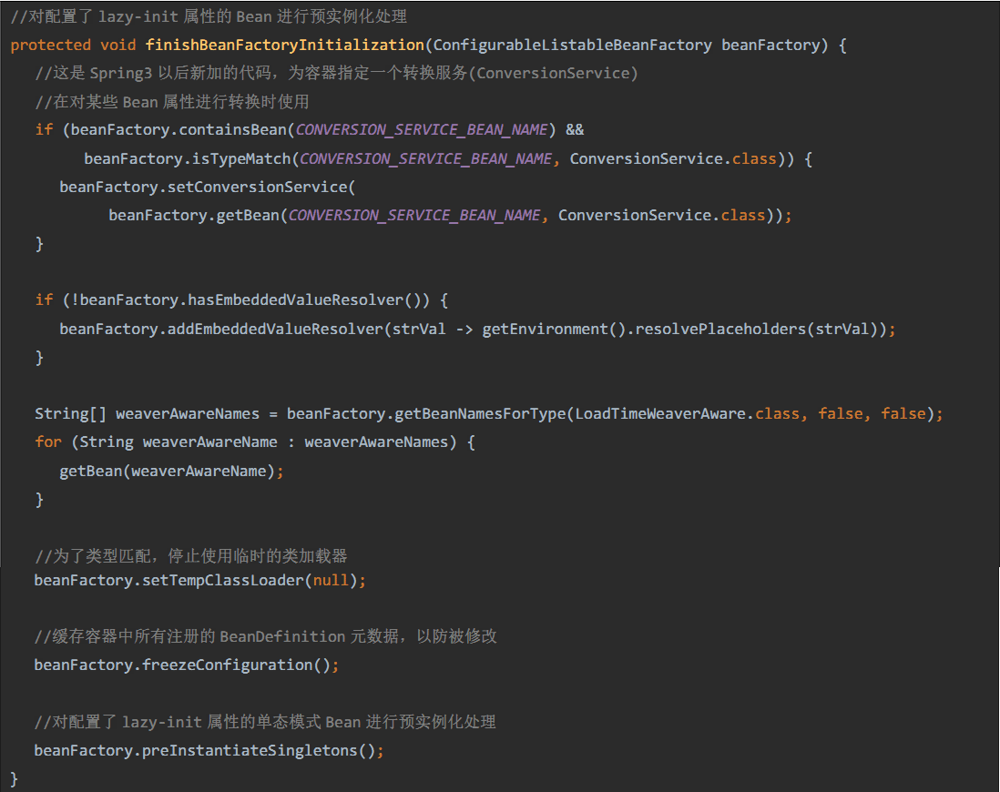 //对配置了 lazy-init 属性的 Bean 进行预实例化处理
protected void finishBeanFactoryInitialization(ConfigurableListableBeanFactory beanFactory) {
//这是 Spring3 以后新加的代码，为容器指定一个转换服务(ConversionService)
//在对某些 Bean 属性进行转换时使用
if (beanFactory.containsBean(CONVERSION_SERVICE_BEAN_NAME) &&
beanFactory.isTypeMatch(CONVERSION_SERVICE_BEAN_NAME, ConversionService.class)) {
beanFactory.setConversionService(
beanFactory.getBean(CONVERSION_SERVICE_BEAN_NAME, ConversionService.class));
}
if (!beanFactory.hasEmbeddedValueResolver()) {
beanFactory.addEmbeddedValueResolver(strVal -> getEnvironment().resolvePlaceholders(strVal));
}
String[] weaverAwareNames = beanFactory.getBeanNamesForType(LoadTimeWeaverAware.class, false, false);
for (String weaverAwareName : weaverAwareNames) {
getBean(weaverAwareName);
}
//为了类型匹配，停止使用临时的类加载器
beanFactory.setTempClassLoader(null);
//缓存容器中所有注册的 BeanDefinition 元数据，以防被修改
beanFactory.freezeConfiguration();
//对配置了 lazy-init 属性的单态模式 Bean 进行预实例化处理
beanFactory.preInstantiateSingletons();
}